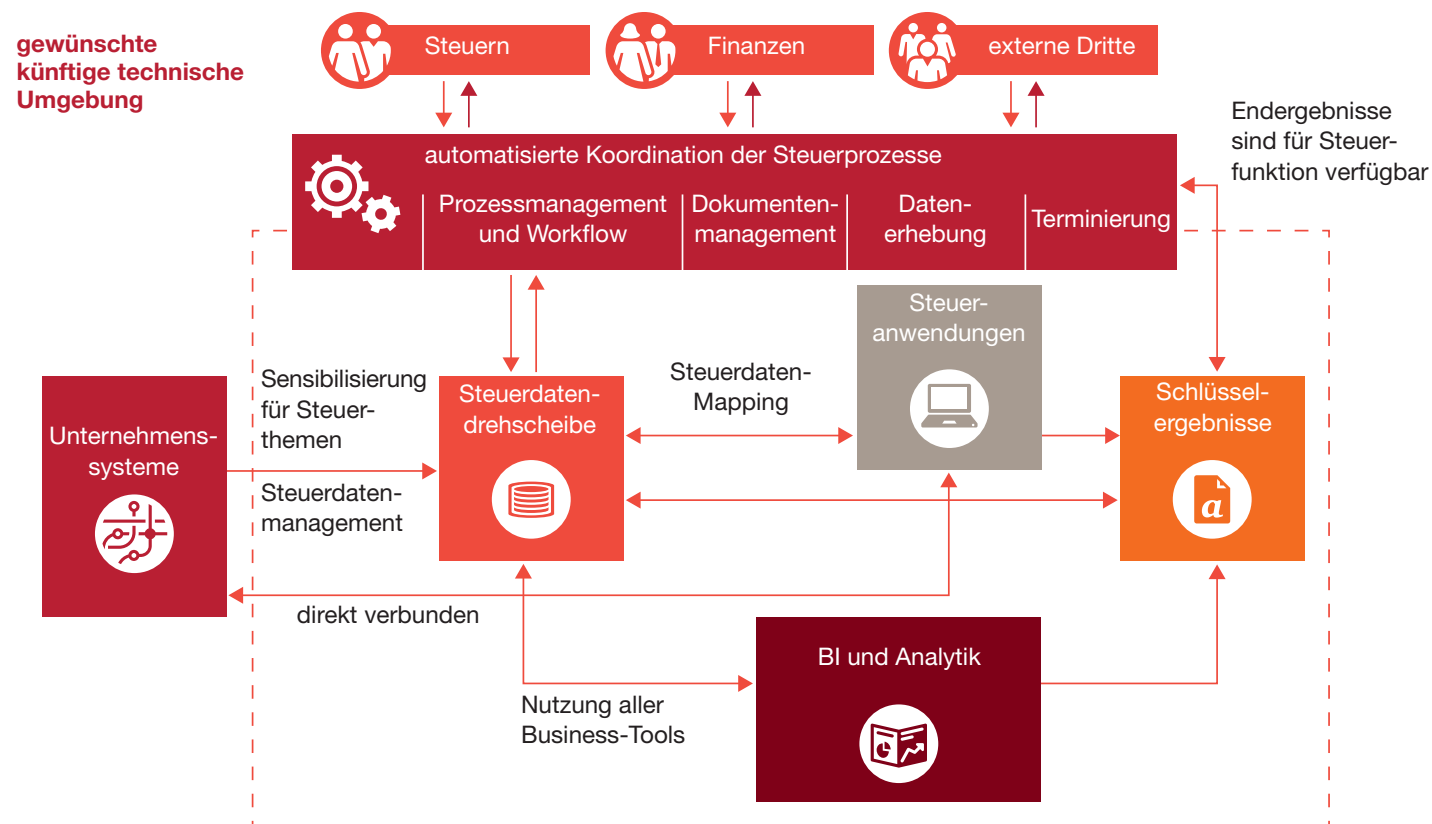 gewünschte
künftige technische
Umgebung
Steuern
Finanzen
externe Dritte
Endergebnisse
sind für Steuer-
funktion verfügbar
automatisierte Koordination der Steuerprozesse
Prozessmanagement
und Workflow
Dokumenten-
management
Daten-
erhebung
Terminierung
Steuer-
anwendungen
Unternehmens-
systeme
Sensibilisierung
für Steuer-
themen
Steuerdaten-
management
Steuerdaten-
drehscheibe
Steuerdaten-
Mapping
Schlüssel-
ergebnisse
a
direkt verbunden
BI und Analytik
Nutzung aller
Business-Tools